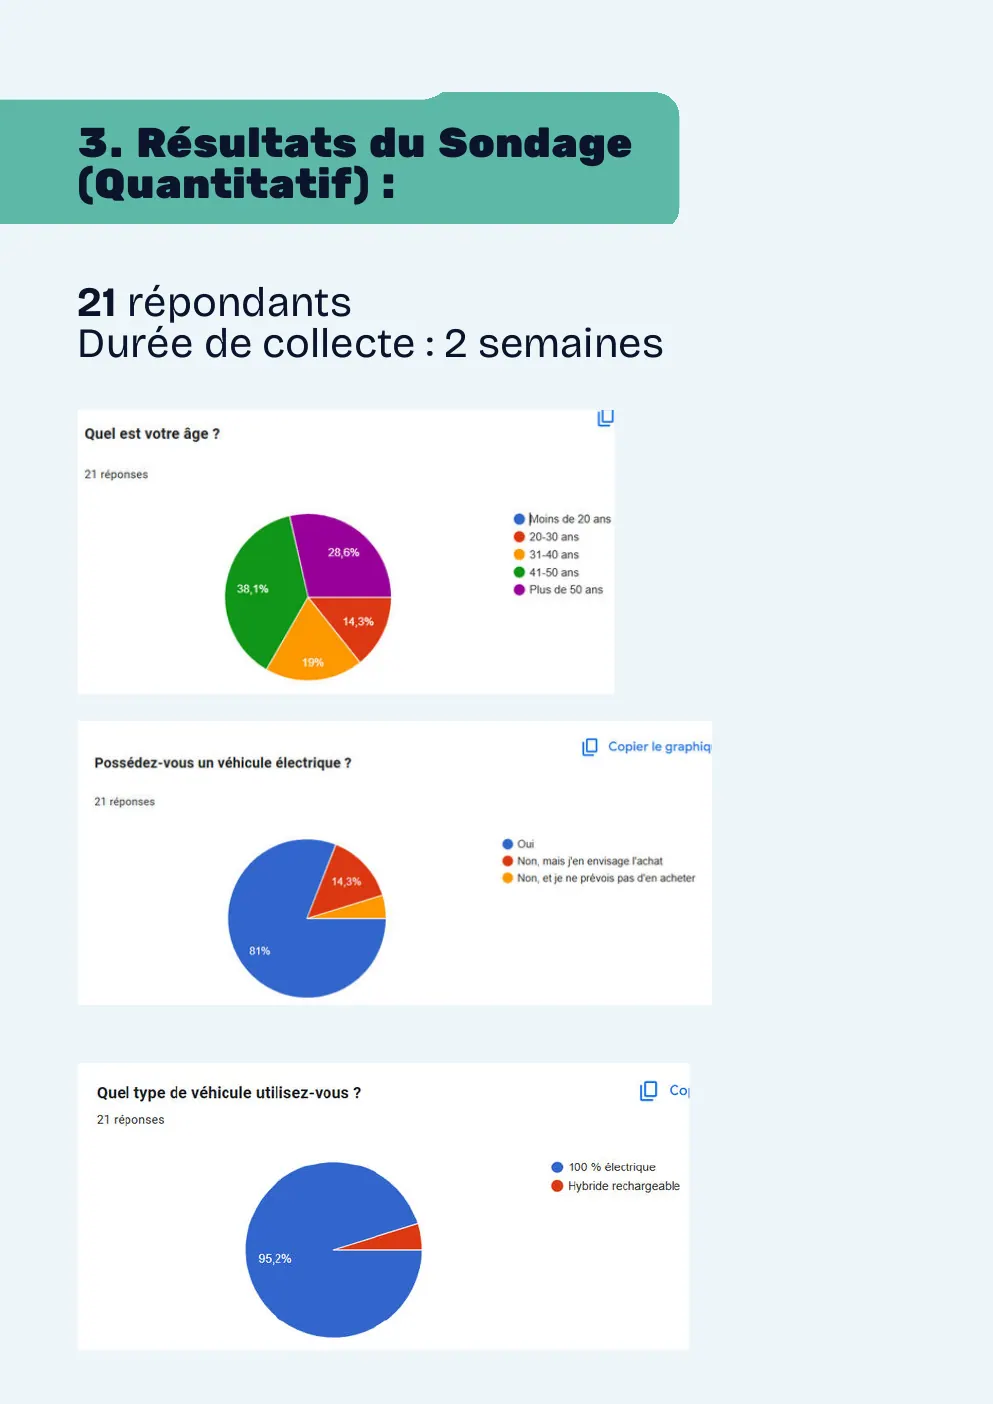 3. Résultats du Sondage
(Quantitatif) :
21 répondants
Durée de collecte : 2 semaines
Quel est votre âge ?
21 réponses
28,6%
38,1%
14,3%
19%
Moins de 20 ans
20-30 ans
31-40 ans
41-50 ans
Plus de 50 ans
Copier le graphiq
Possédez-vous un véhicule électrique ?
21 réponses
14,3%
81%
Oui
Non, mais j'en envisage l'achat
Non, et je ne prévois pas d'en acheter
Cop
Quel type de véhicule utilisez-vous ?
21 réponses
95,2%
100 % électrique
Hybride rechargeable